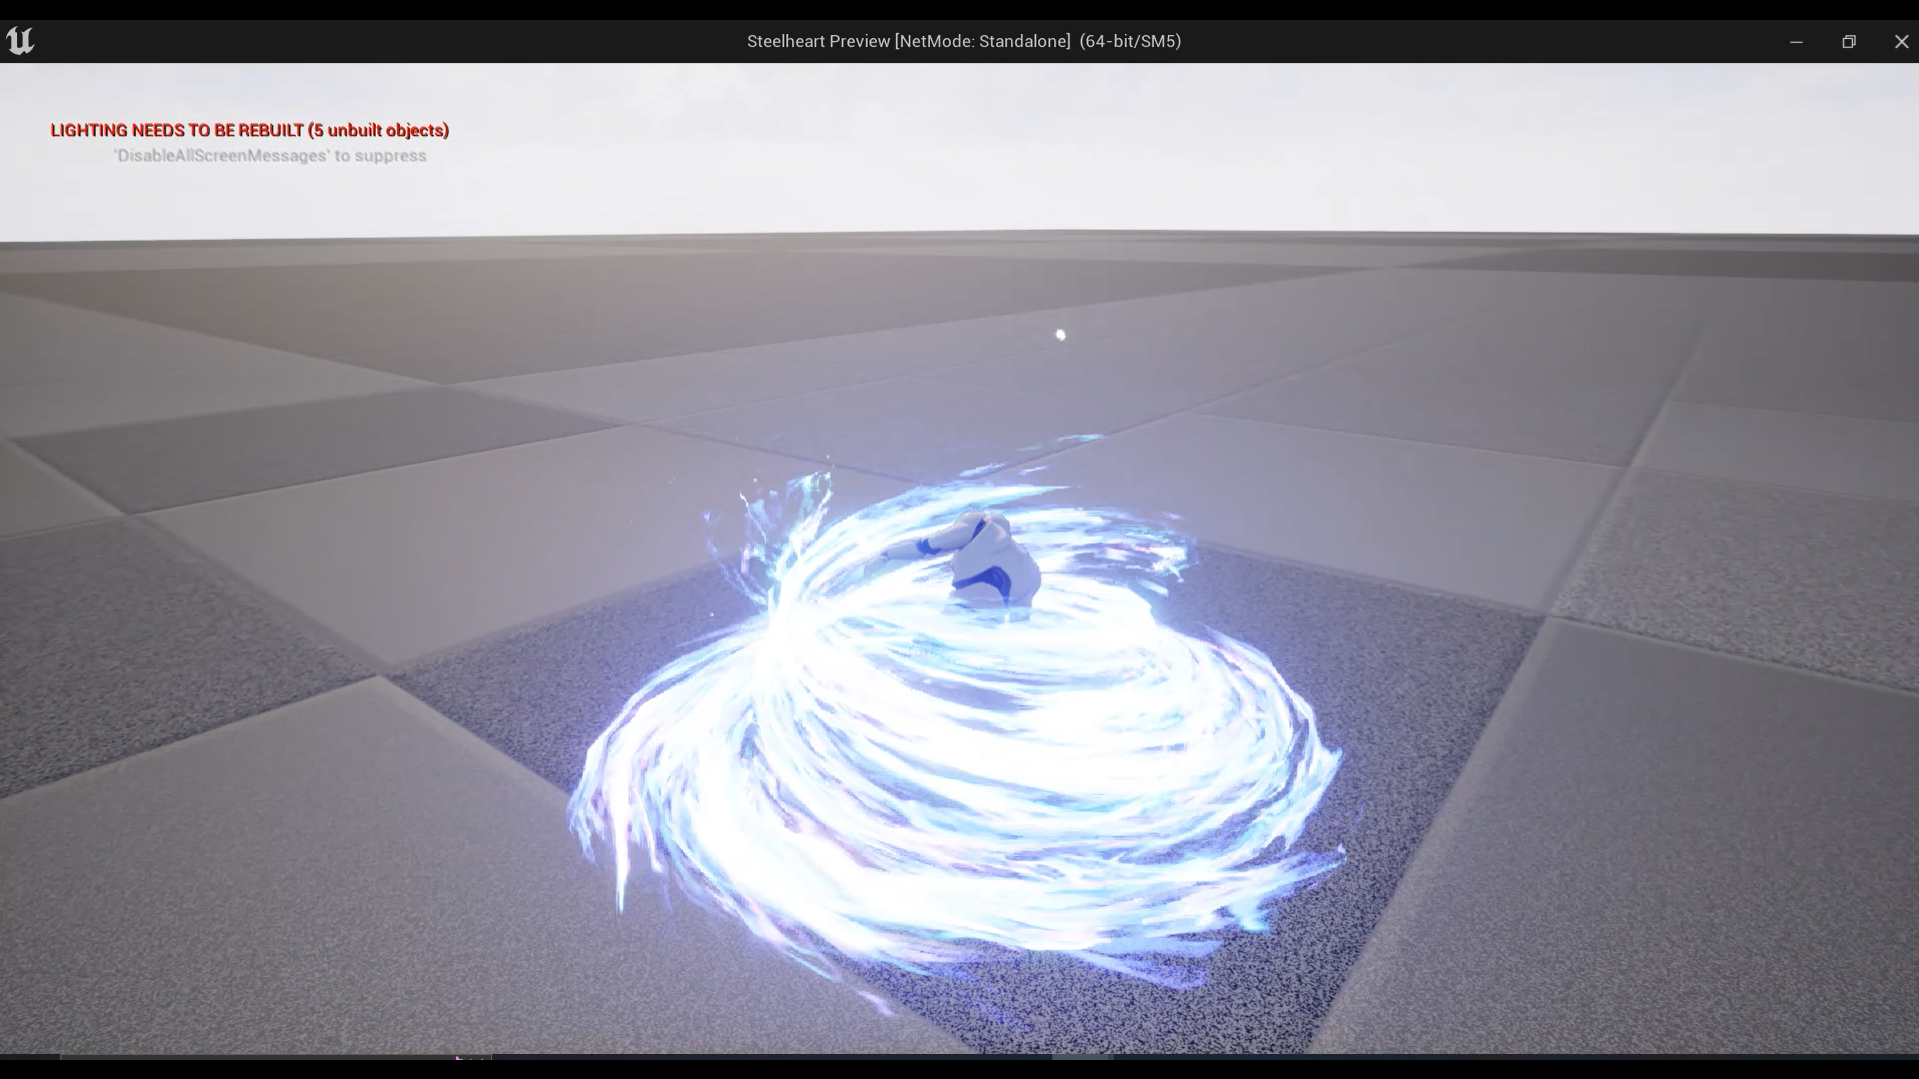 Steelheart Preview [NetMode: Standalone] (64-bit/SM5)
LIGHTING NEEDS TO BE REBUILT (5 unbuilt objects)
'DisableAllScreenMessages' to suppress